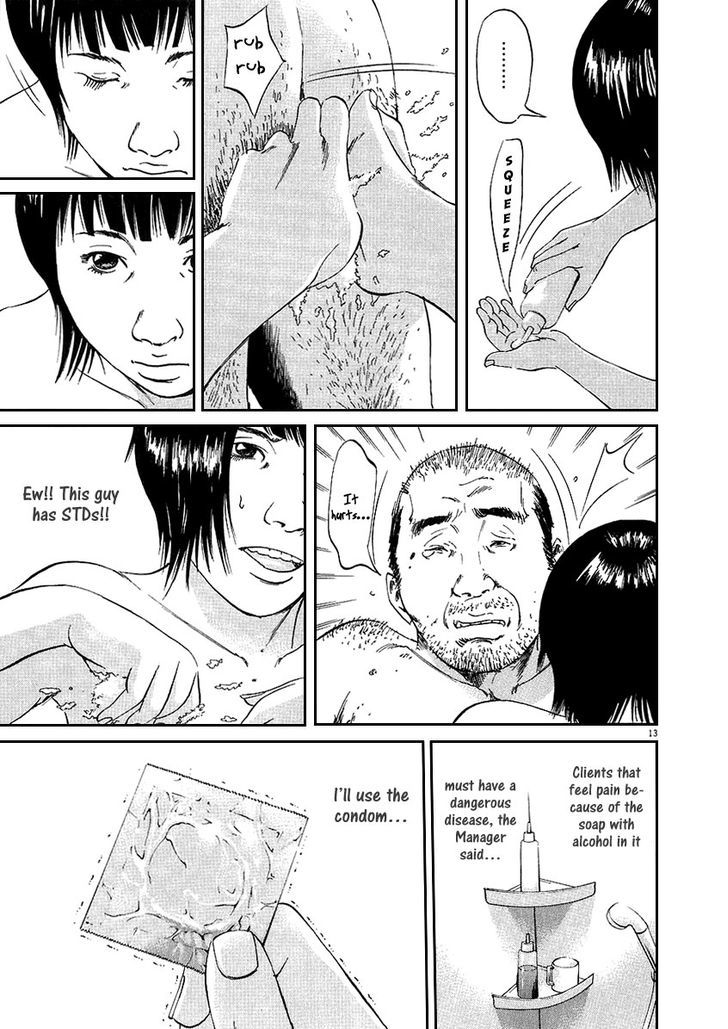 .........
SQUEEZE
rub
rub
It
hurts...
Ew!! This guy
has STDs!!
13
Clients that
feel pain be-
cause of the
soap with
alcohol in it
must have a
dangerous
disease, the
Manager
said...
I'll use the
condom...